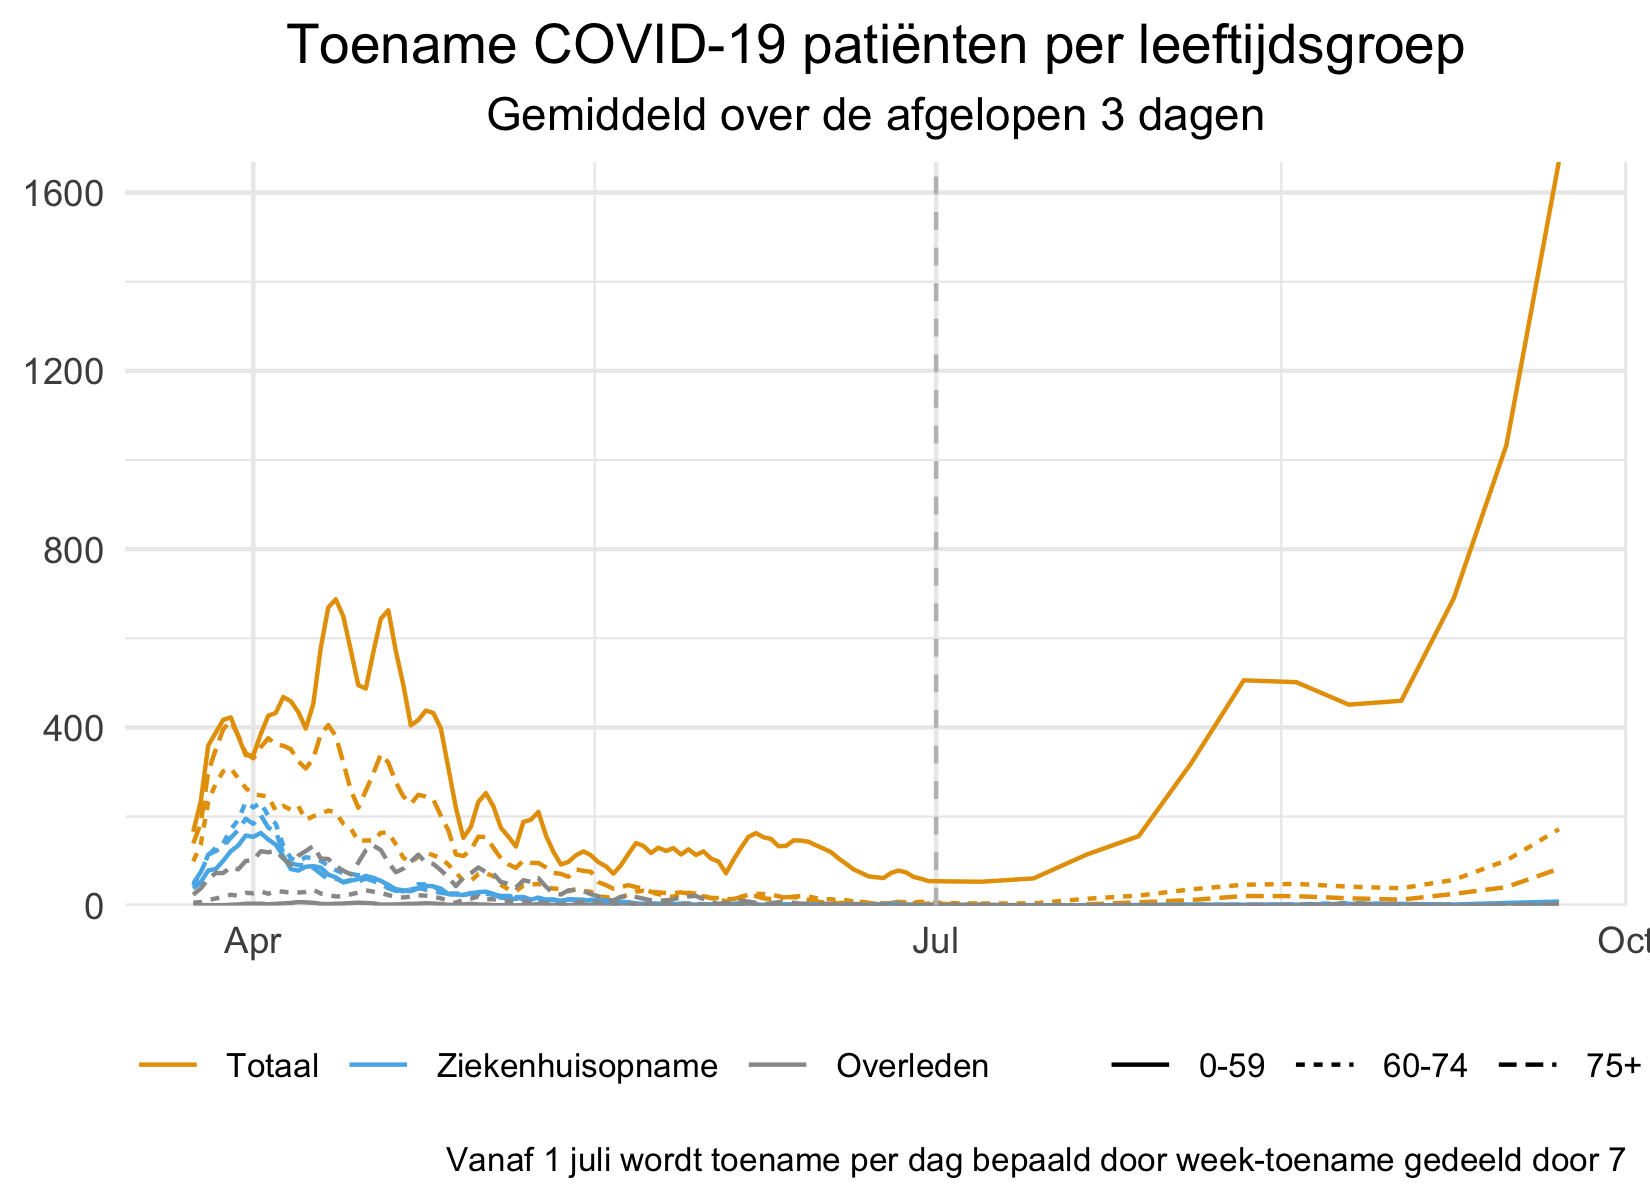 Toename COVID-19 patiënten per leeftijdsgroep
Gemiddeld over de afgelopen 3 dagen
1600
1200
800
400
0
Apr Jul Oct
Totaal Ziekenhuisopname Overleden 0-59 60-74 75+
Vanaf 1 juli wordt toename per dag bepaald door week-toename gedeeld door 7